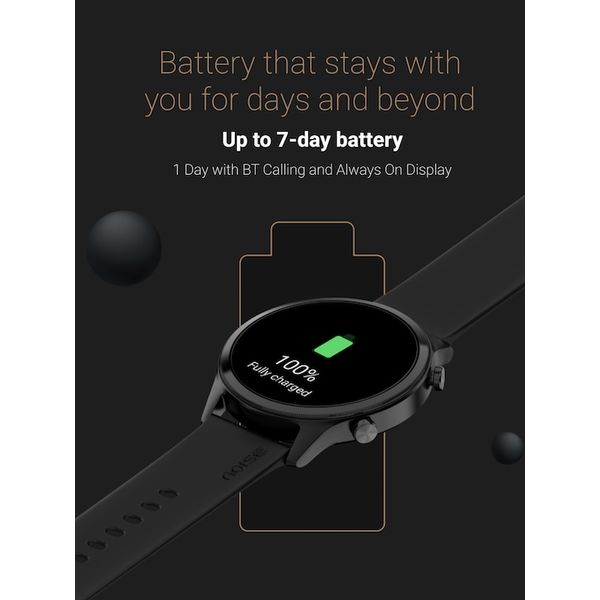 Battery that stays with
you for days and beyond
Up to 7-day battery
1 Day with BT Calling and Always On Display
100%
Fully charged
noise